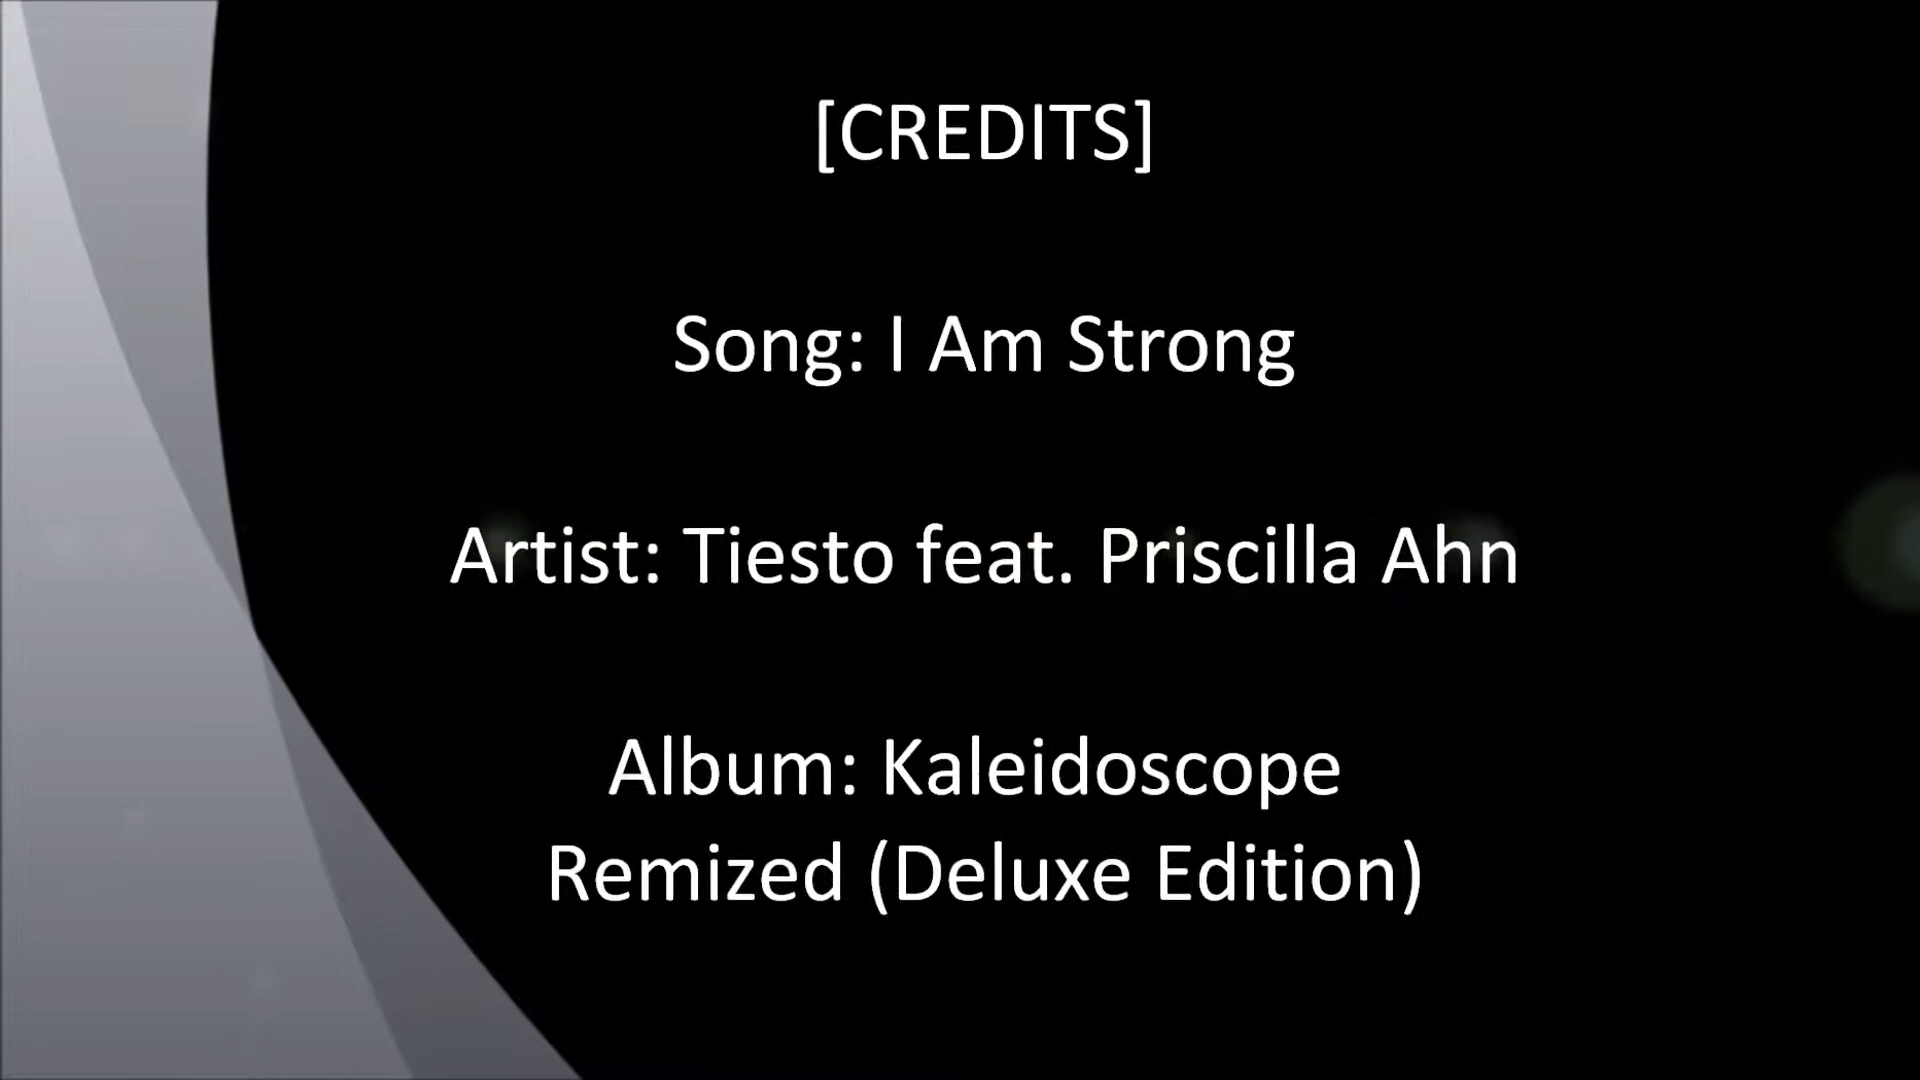 [CREDITS]
Song: I Am Strong
Artist: Tiesto feat. Priscilla Ahn
Album: Kaleidoscope
Remized (Deluxe Edition)